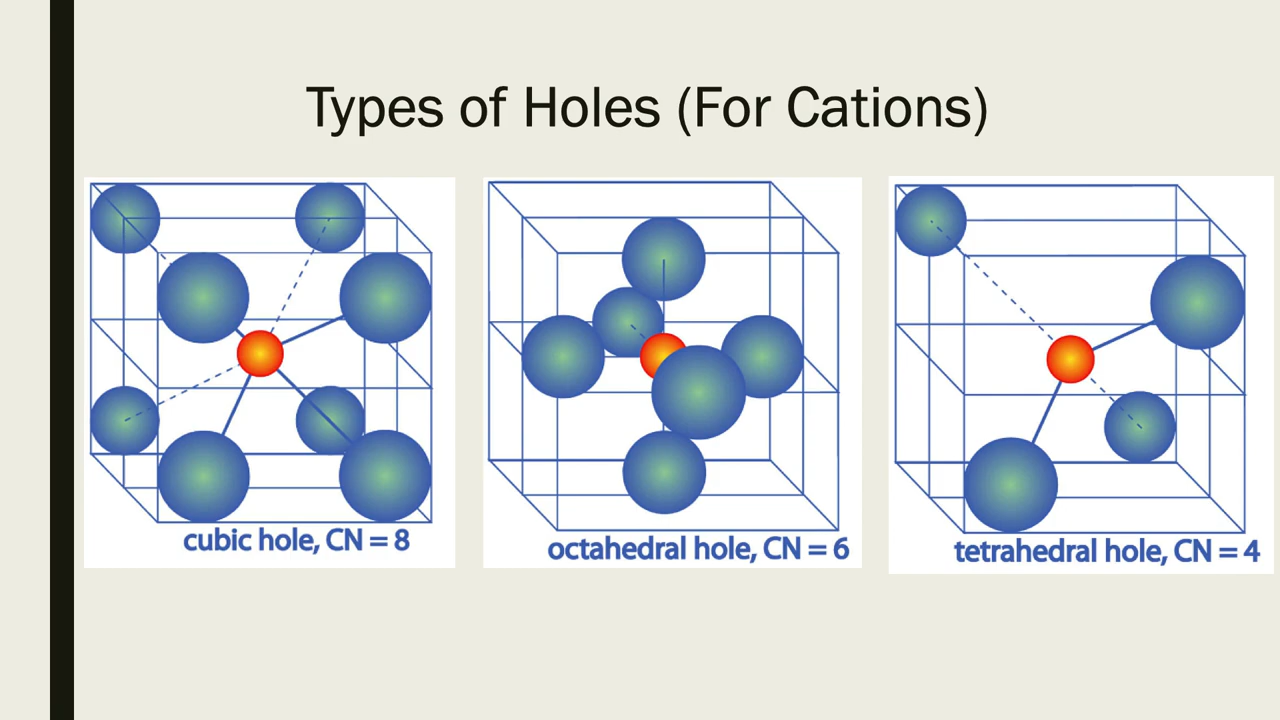 Types of Holes (For Cations)
cubic hole, CN = 8
octahedral hole, CN = 6
tetrahedral hole, CN = 4